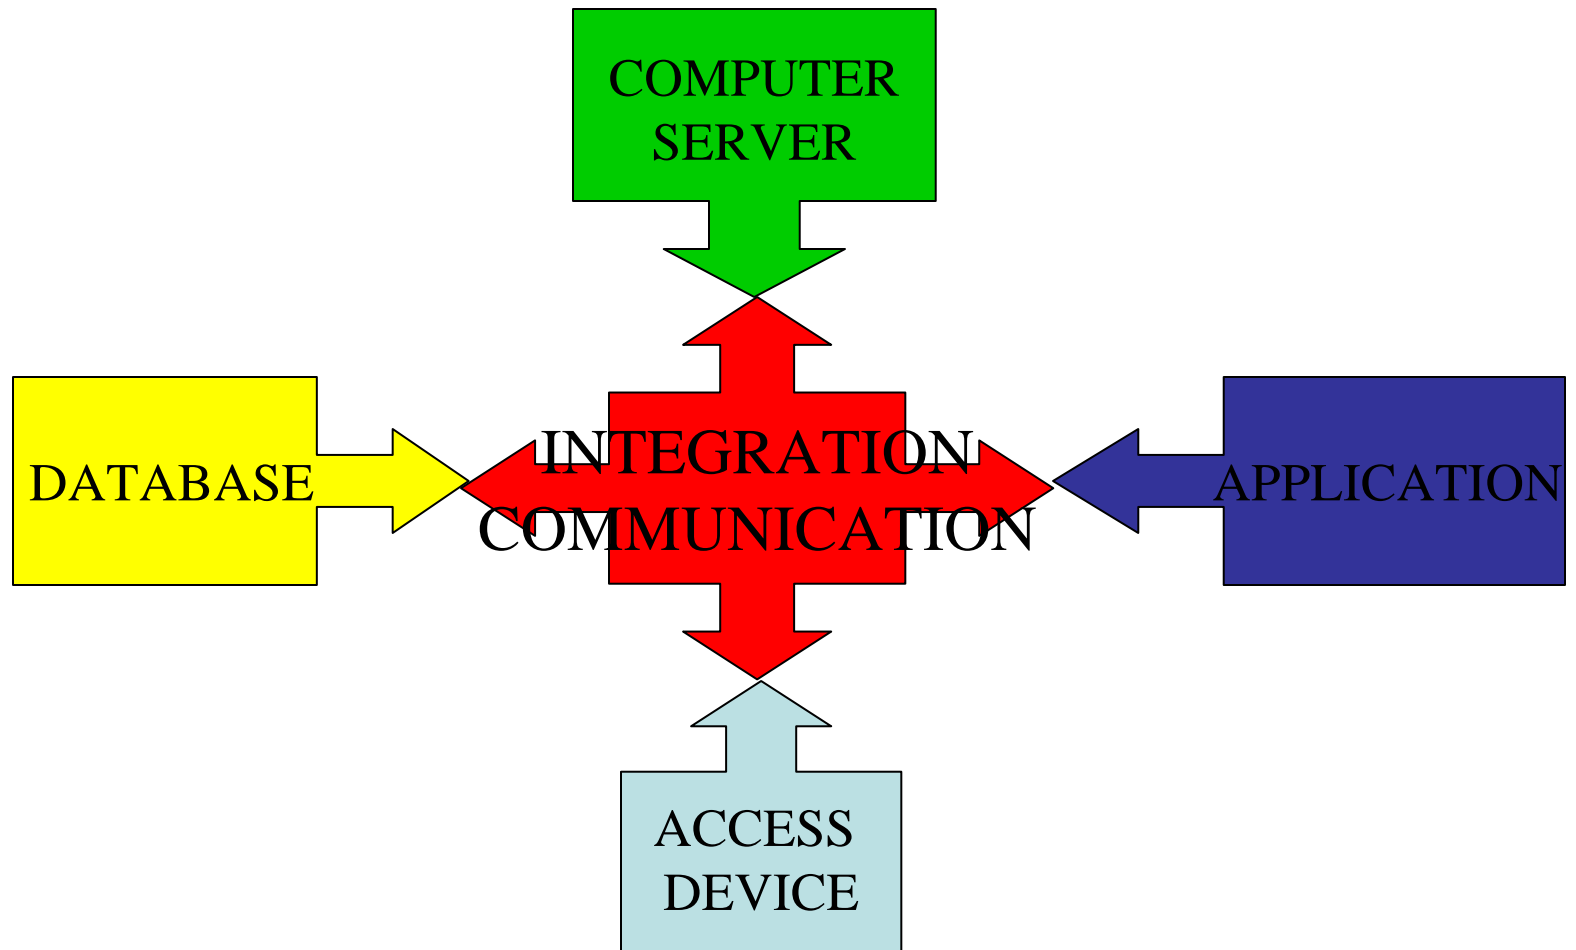 COMPUTER
SERVER
DATABASE
INTEGRATION
COMMUNICATION
APPLICATION
ACCESS
DEVICE